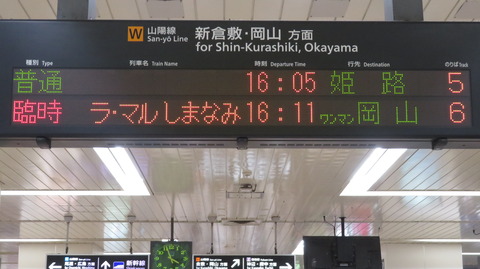 W 山陽線 新倉敷・岡山 方面
San-yō Line for Shin-Kurashiki, Okayama
種別 Type 列車名 Train Name 時刻 Departure Time 行先 Destination のりば Track
普通 16:05 姫路 5
臨時 ラ・マルしまなみ 16:11 ワンマン 岡山 6
新幹線